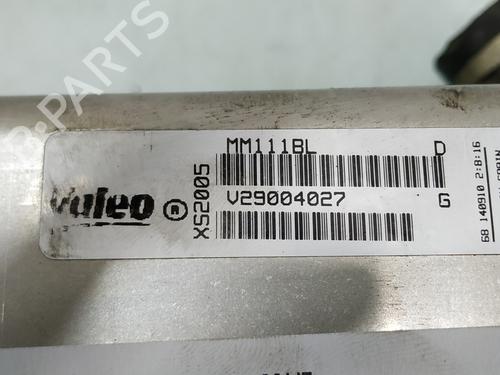 MM111BL D
Valeo ® XS2005
V29004027 G
68 140910 2:8:16
PARTS